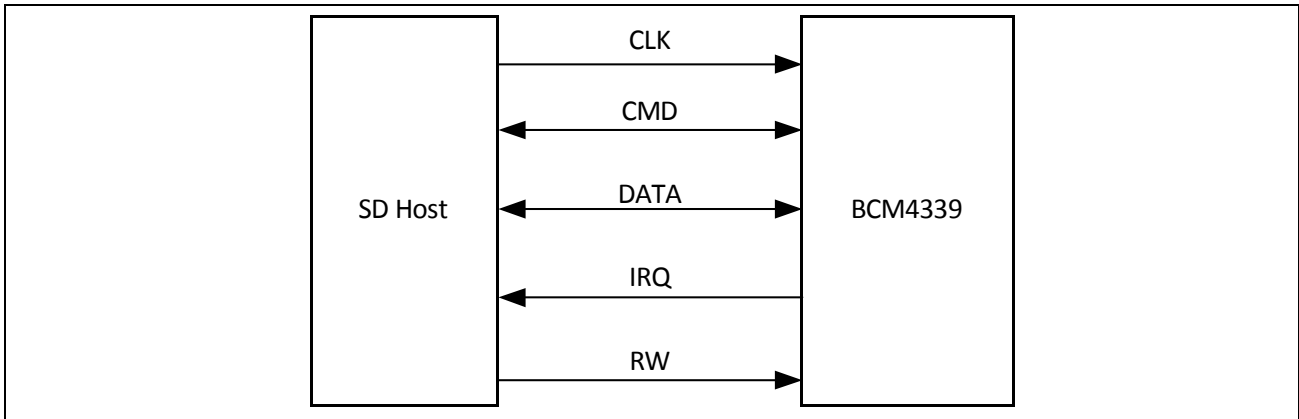 CLK
CMD
DATA
SD Host
BCM4339
IRQ
RW